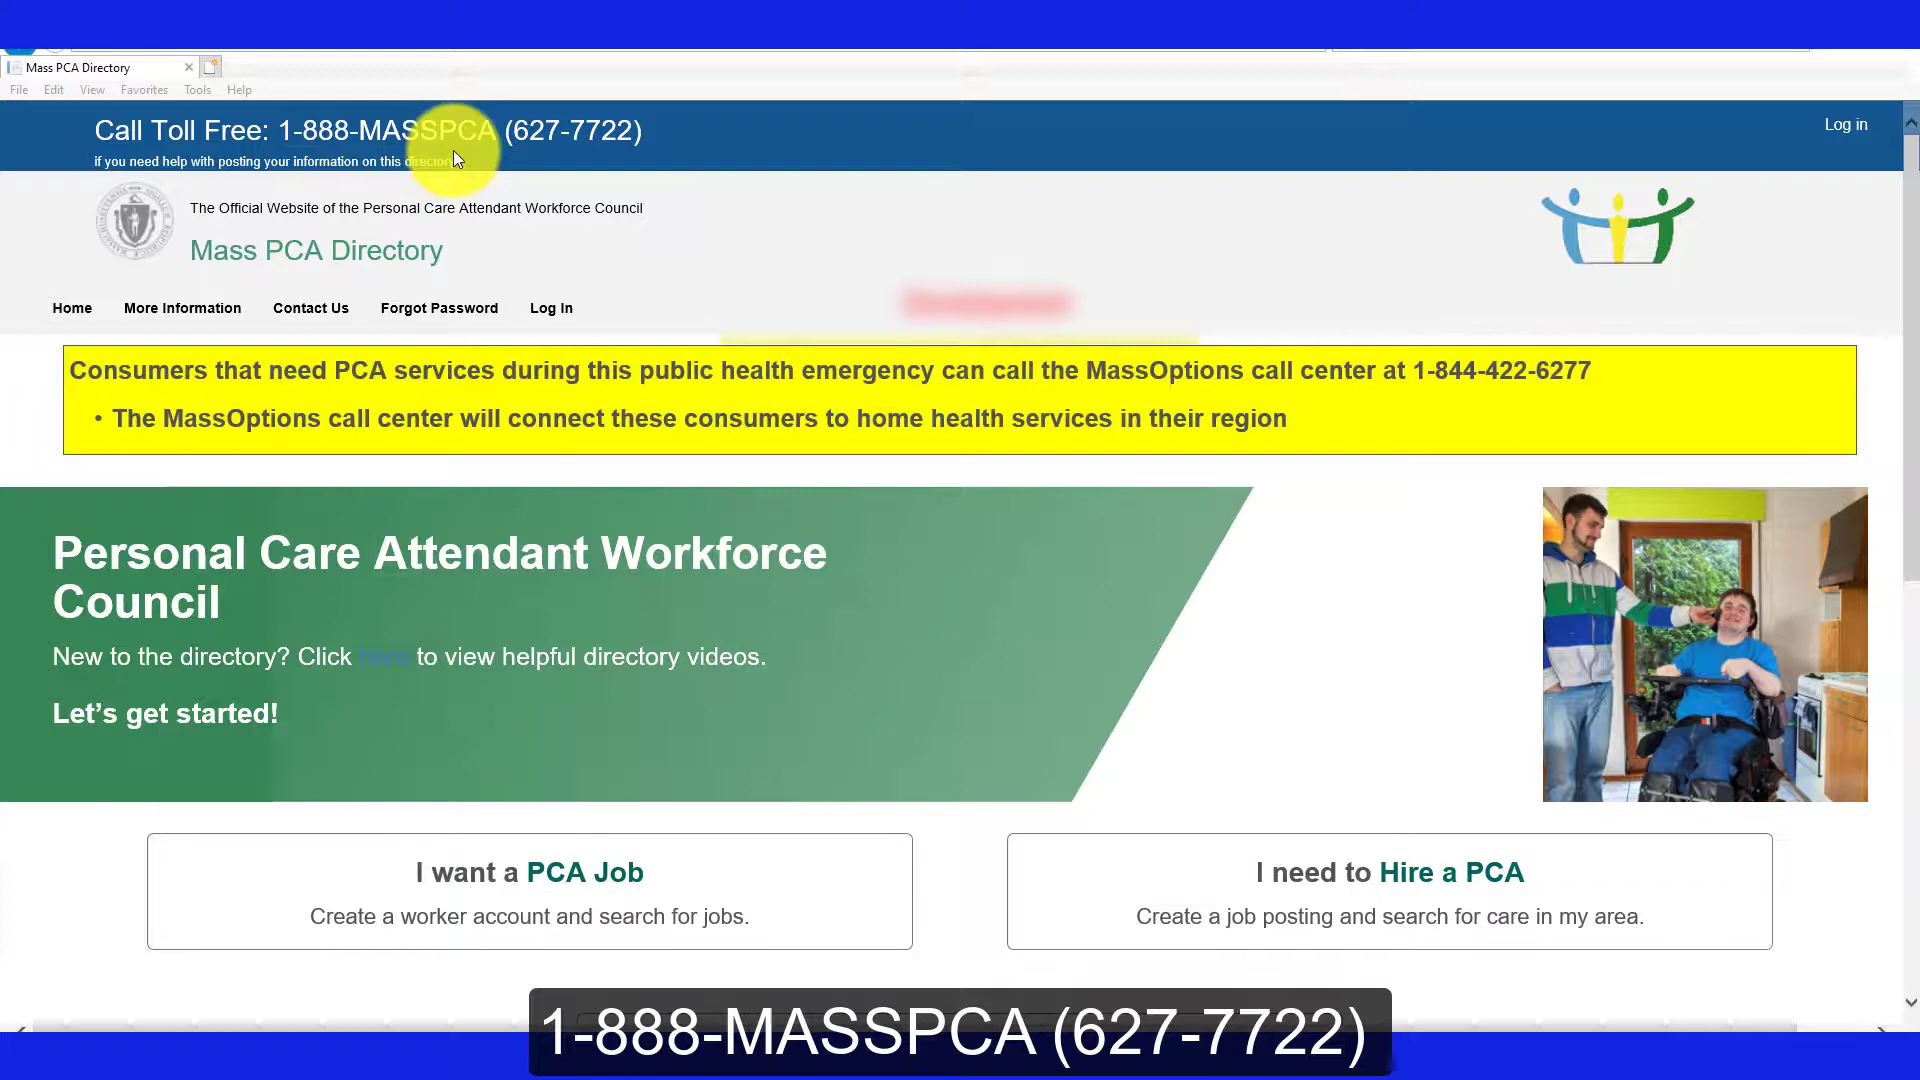 Mass PCA Directory
File Edit View Favorites Tools Help
Call Toll Free: 1-888-MASSPCA (627-7722)
Log in
if you need help with posting your information on this directory
The Official Website of the Personal Care Attendant Workforce Council
Mass PCA Directory
Home More Information Contact Us Forgot Password Log In
Consumers that need PCA services during this public health emergency can call the MassOptions call center at 1-844-422-6277
• The MassOptions call center will connect these consumers to home health services in their region
Personal Care Attendant Workforce
Council
New to the directory? Click here to view helpful directory videos.
Let’s get started!
I want a PCA Job
Create a worker account and search for jobs.
I need to Hire a PCA
Create a job posting and search for care in my area.
1-888-MASSPCA (627-7722)